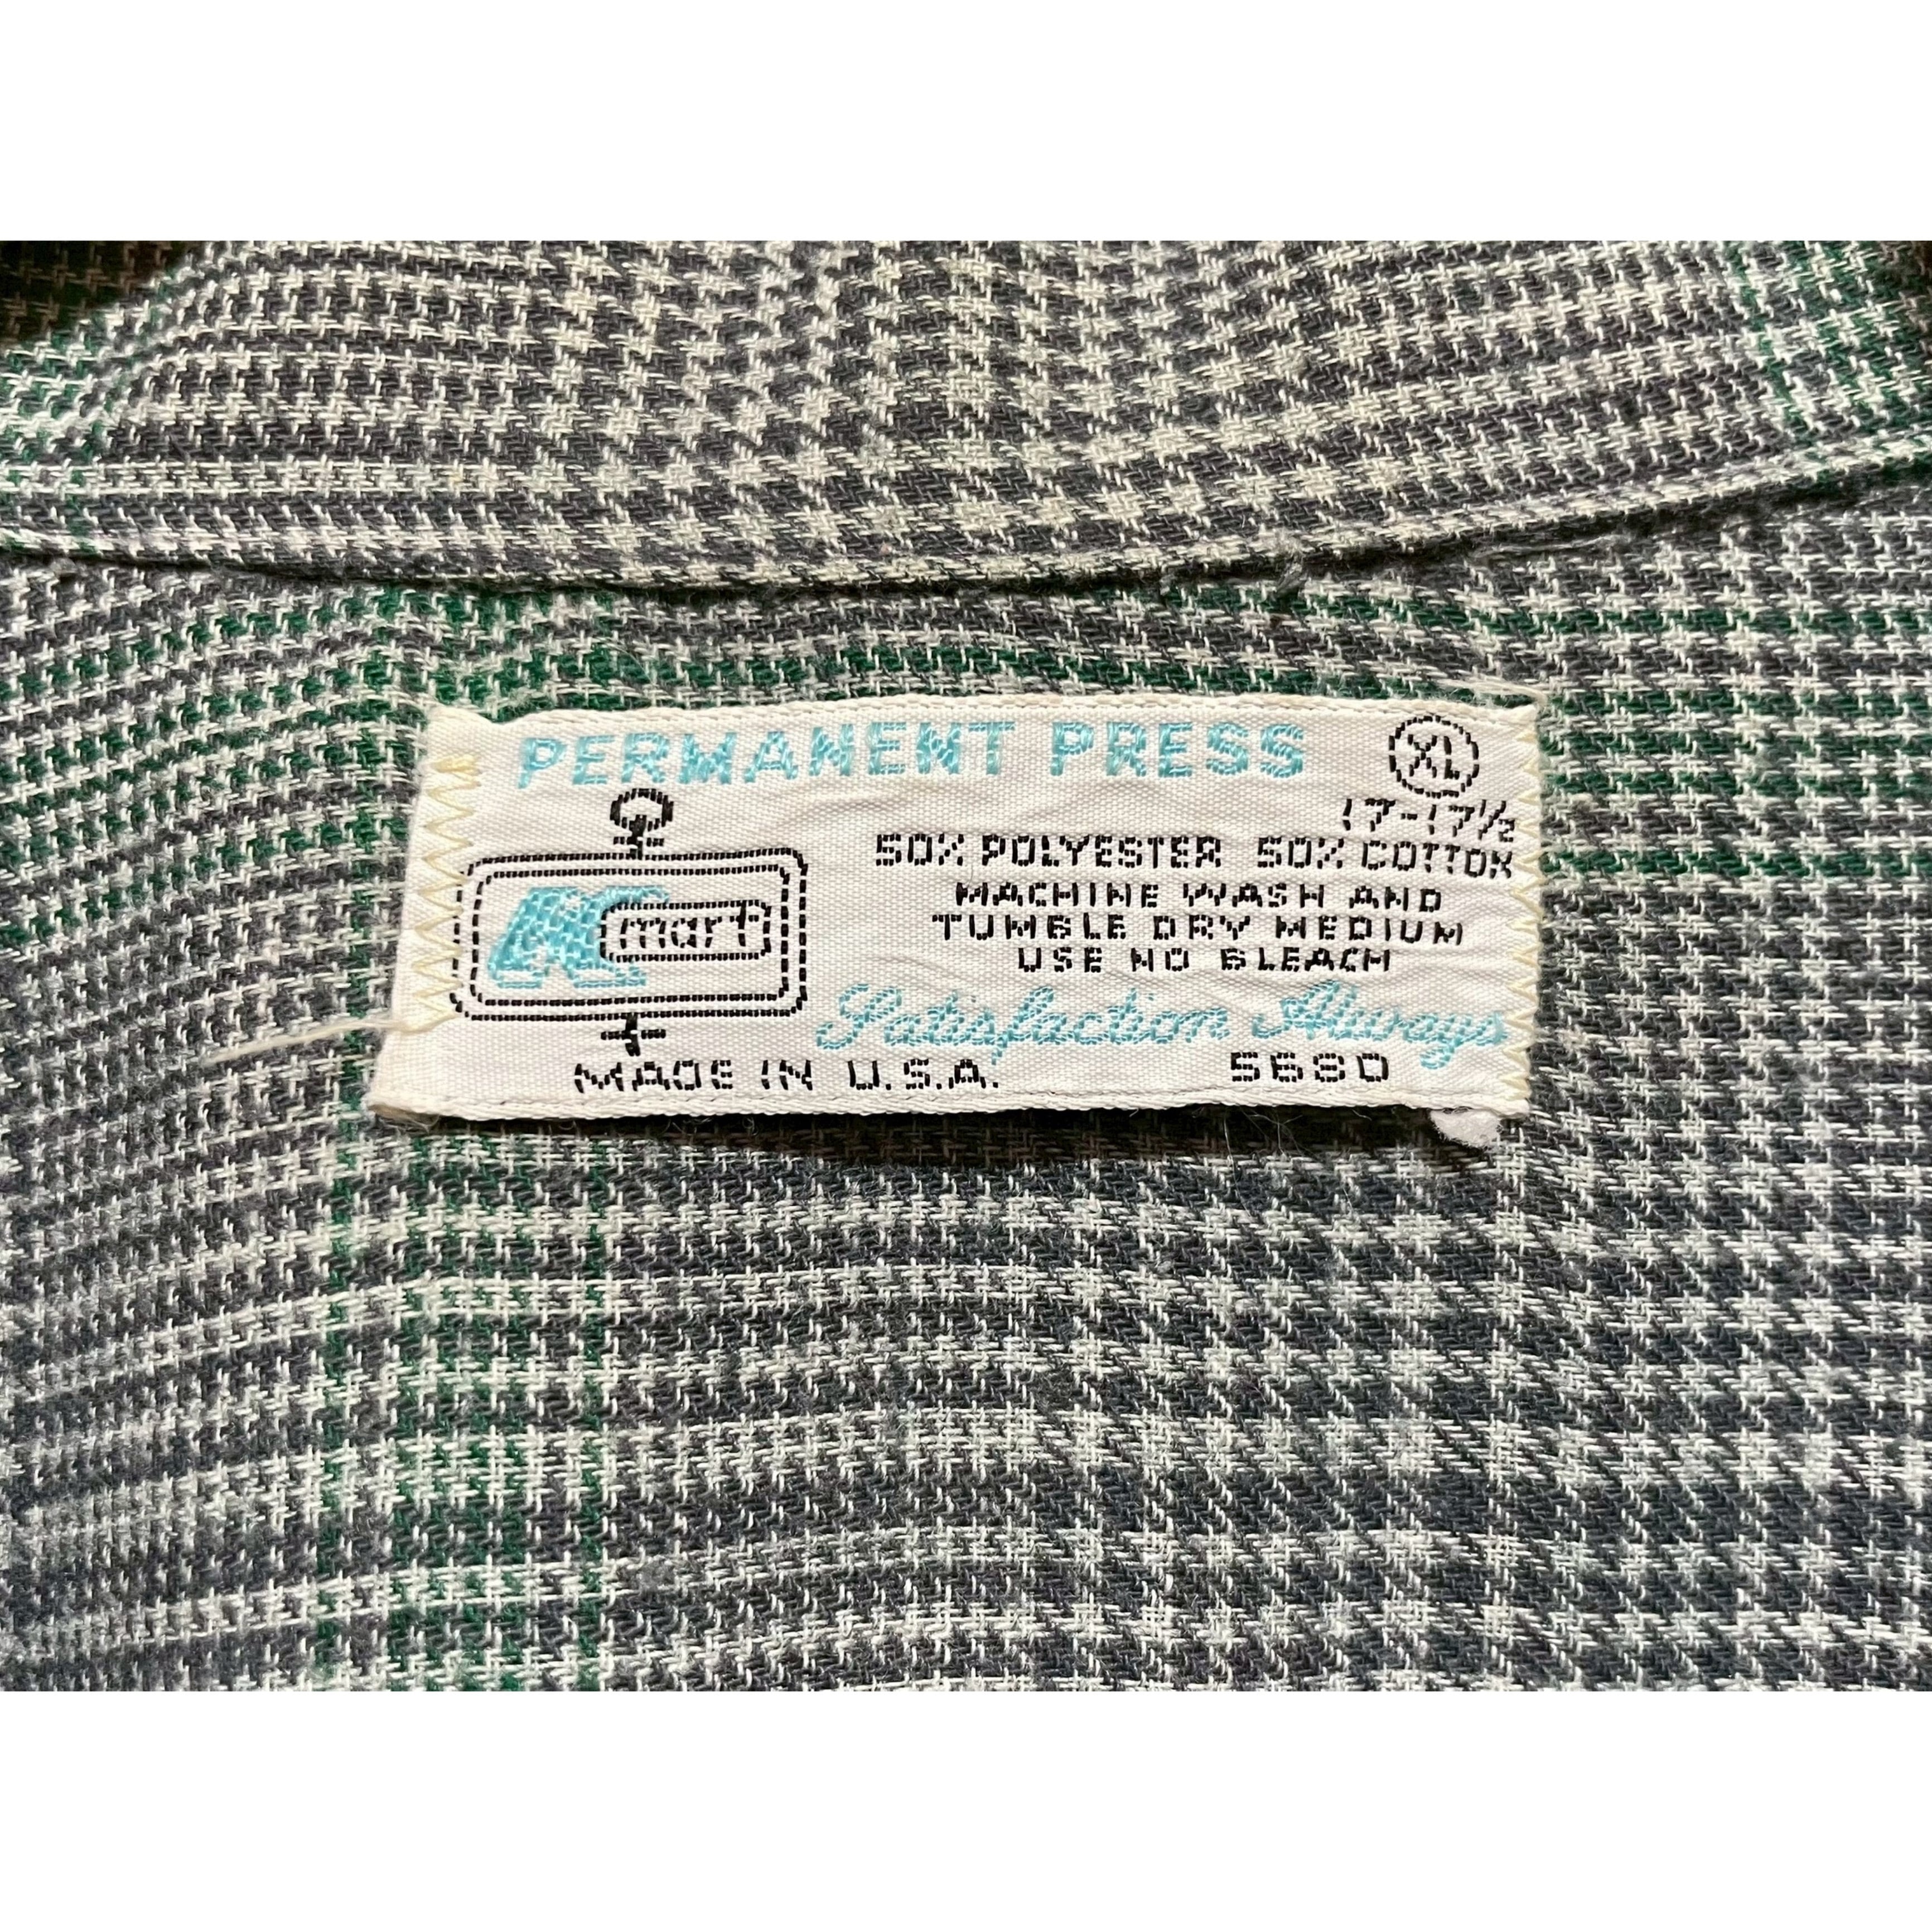 PERMANENT PRESS XL
17-17½
50% POLYESTER 50% COTTON
MACHINE WASH AND
TUMBLE DRY MEDIUM
USE NO BLEACH
K mart
Satisfaction Always
MADE IN U.S.A. 5680